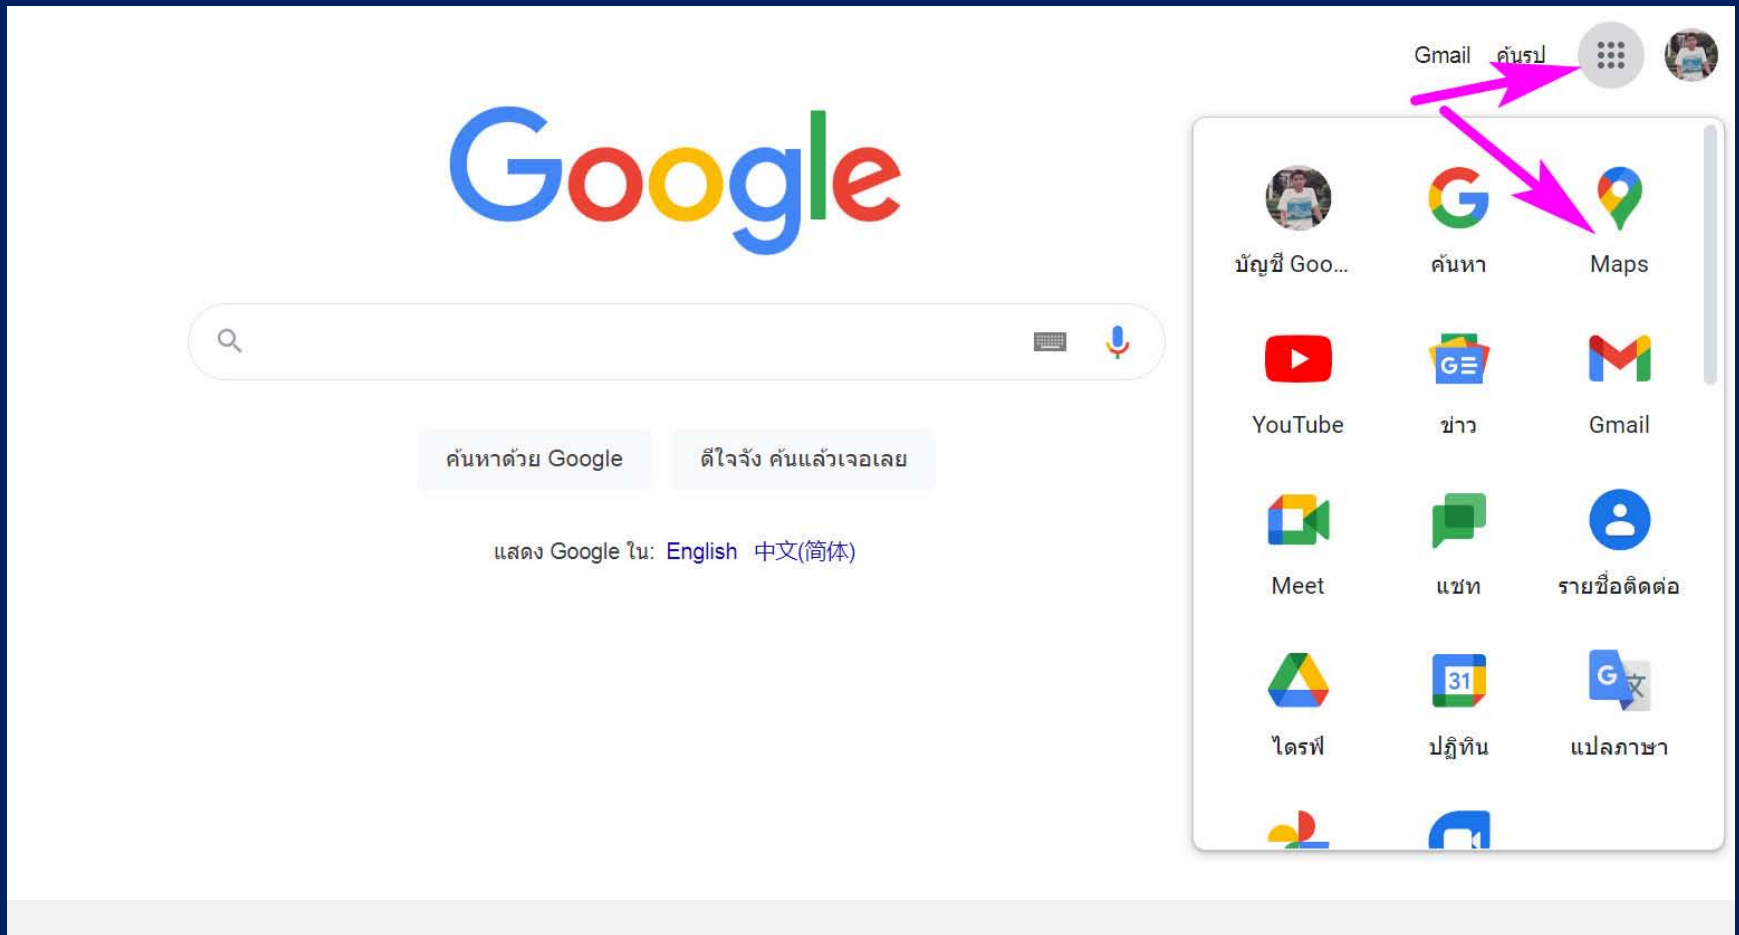 Gmail ค้นรูป
Google
บัญชี Goo...
ค้นหา
Maps
YouTube
ข่าว
Gmail
ค้นหาด้วย Google
ดีใจจัง ค้นแล้วเจอเลย
แสดง Google ใน: English 中文(简体)
Meet
แชท
รายชื่อติดต่อ
31
G 文
ไดรฟ์
ปฏิทิน
แปลภาษา